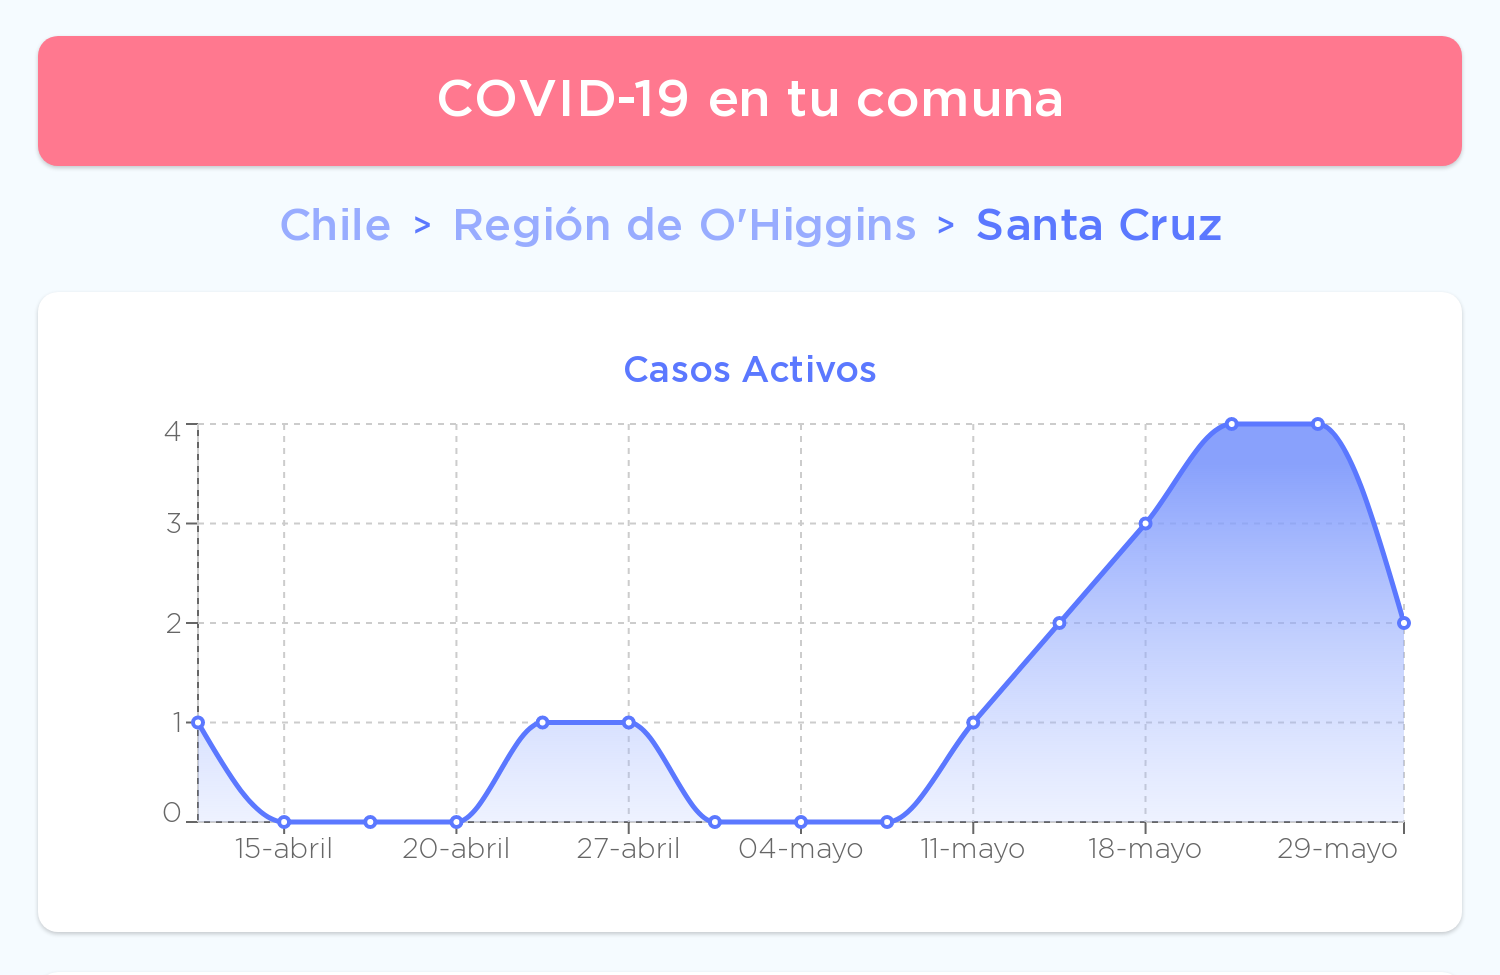 COVID-19 en tu comuna
Chile > Región de O'Higgins > Santa Cruz
Casos Activos
4
3
2
1
0
15-abril 20-abril 27-abril 04-mayo 11-mayo 18-mayo 29-mayo